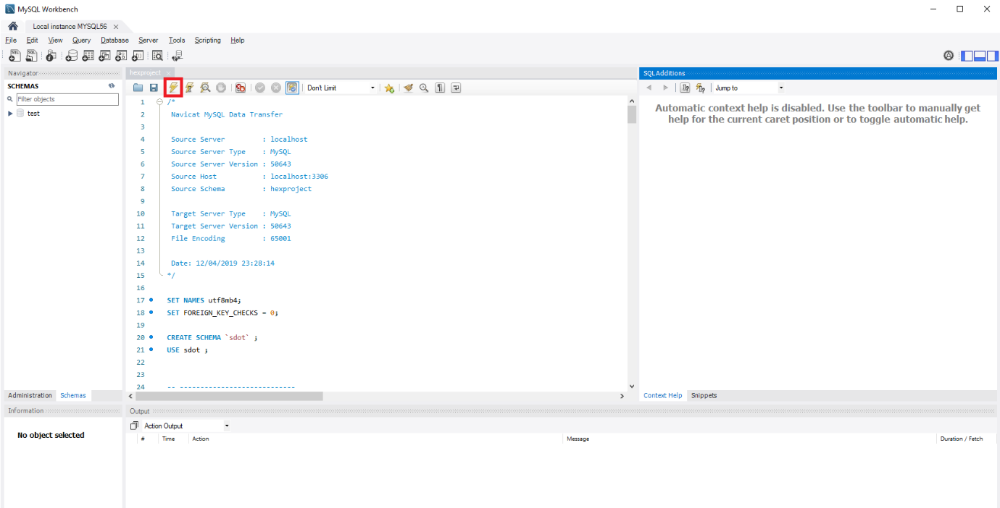 MySQL Workbench
Local instance MYSQL56
File Edit View Query Database Server Tools Scripting Help
Navigator
SCHEMAS
Filter objects
test
Administration Schemas
Information
No object selected
hexproject
Don't Limit
1 /*
2 Navicat MySQL Data Transfer
3
4 Source Server : localhost
5 Source Server Type : MySQL
6 Source Server Version : 50643
7 Source Host : localhost:3306
8 Source Schema : hexproject
9
10 Target Server Type : MySQL
11 Target Server Version : 50643
12 File Encoding : 65001
13
14 Date: 12/04/2019 23:28:14
15 */
16
17 SET NAMES utf8mb4;
18 SET FOREIGN_KEY_CHECKS = 0;
19
20 CREATE SCHEMA `sdot` ;
21 USE sdot ;
22
23
24 -- ----------------------------
SQLAdditions
Jump to
Automatic context help is disabled. Use the toolbar to manually get
help for the current caret position or to toggle automatic help.
Context Help Snippets
Output
Action Output
# Time Action Message Duration / Fetch